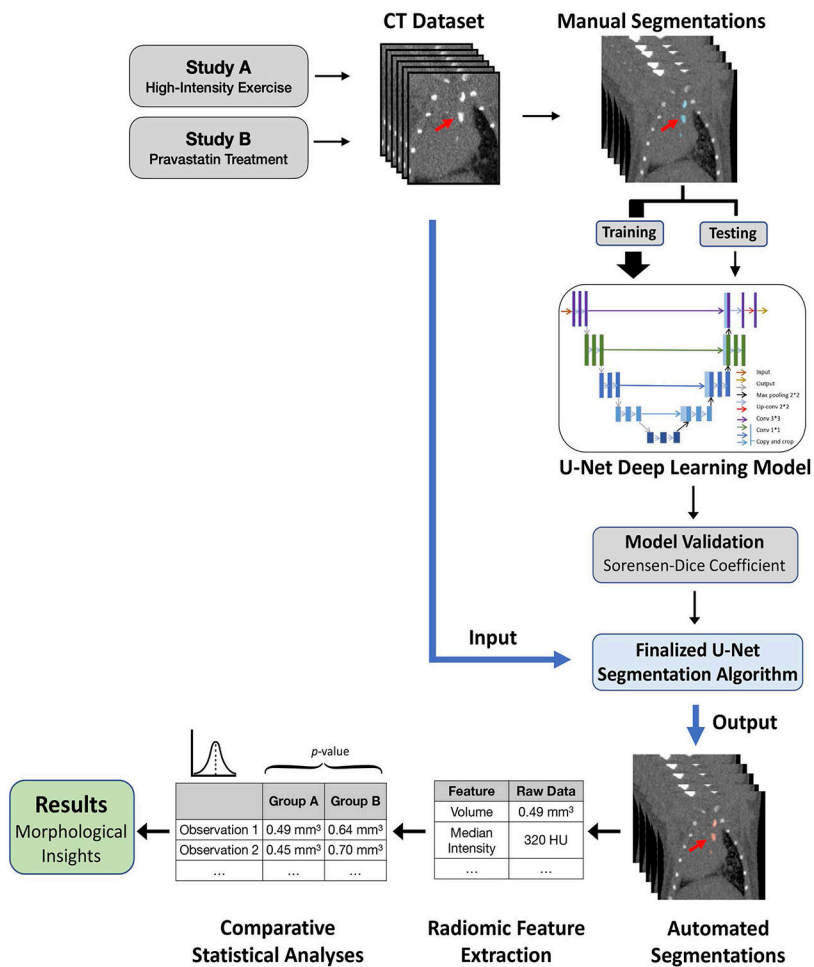 CT Dataset
Manual Segmentations
Study A
High-Intensity Exercise
Study B
Pravastatin Treatment
Training
Testing
Input
Output
Max pooling 2*2
Up-conv 2*2
Conv 3*3
Conv 1*1
Copy and crop
U-Net Deep Learning Model
Model Validation
Sorensen-Dice Coefficient
Input
Finalized U-Net
Segmentation Algorithm
Output
p-value
Group A Group B
Observation 1 0.49 mm³ 0.64 mm³
Observation 2 0.45 mm³ 0.70 mm³
... ... ...
Feature Raw Data
Volume 0.49 mm³
Median
Intensity 320 HU
... ...
Results
Morphological
Insights
Comparative
Statistical Analyses
Radiomic Feature
Extraction
Automated
Segmentations